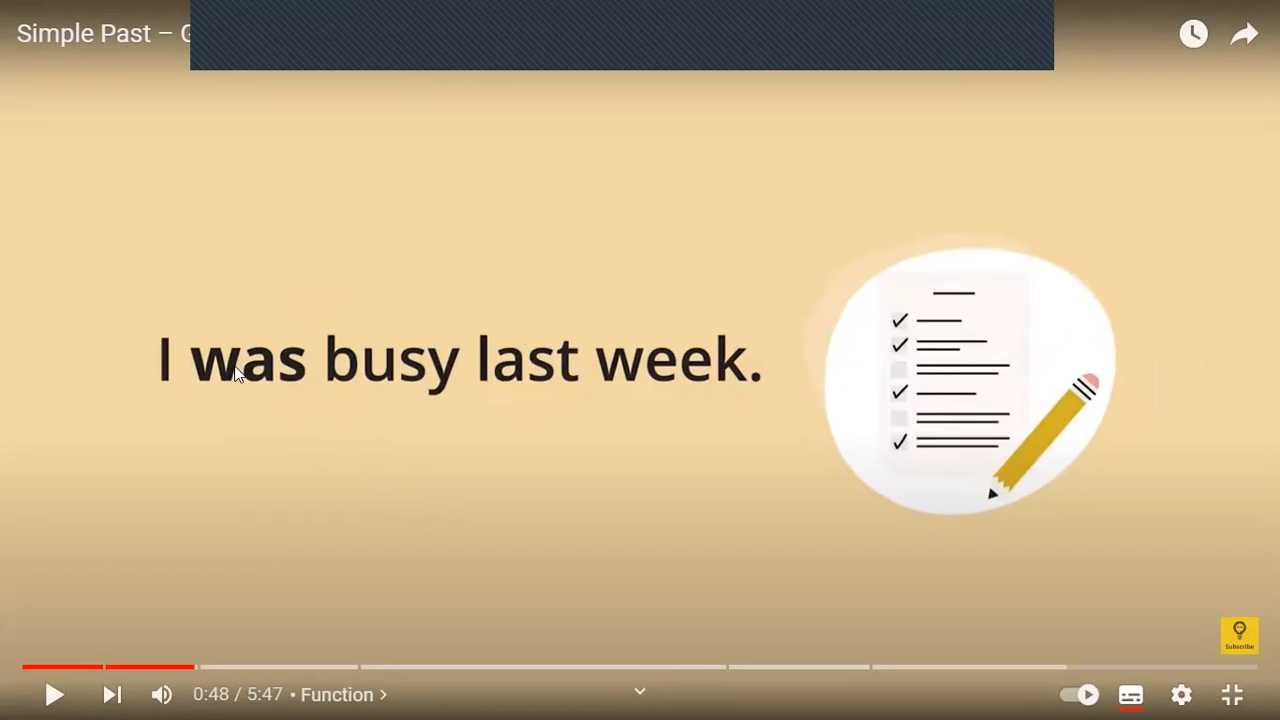 Simple Past –
I was busy last week.
Subscribe
0:48 / 5:47 • Function >